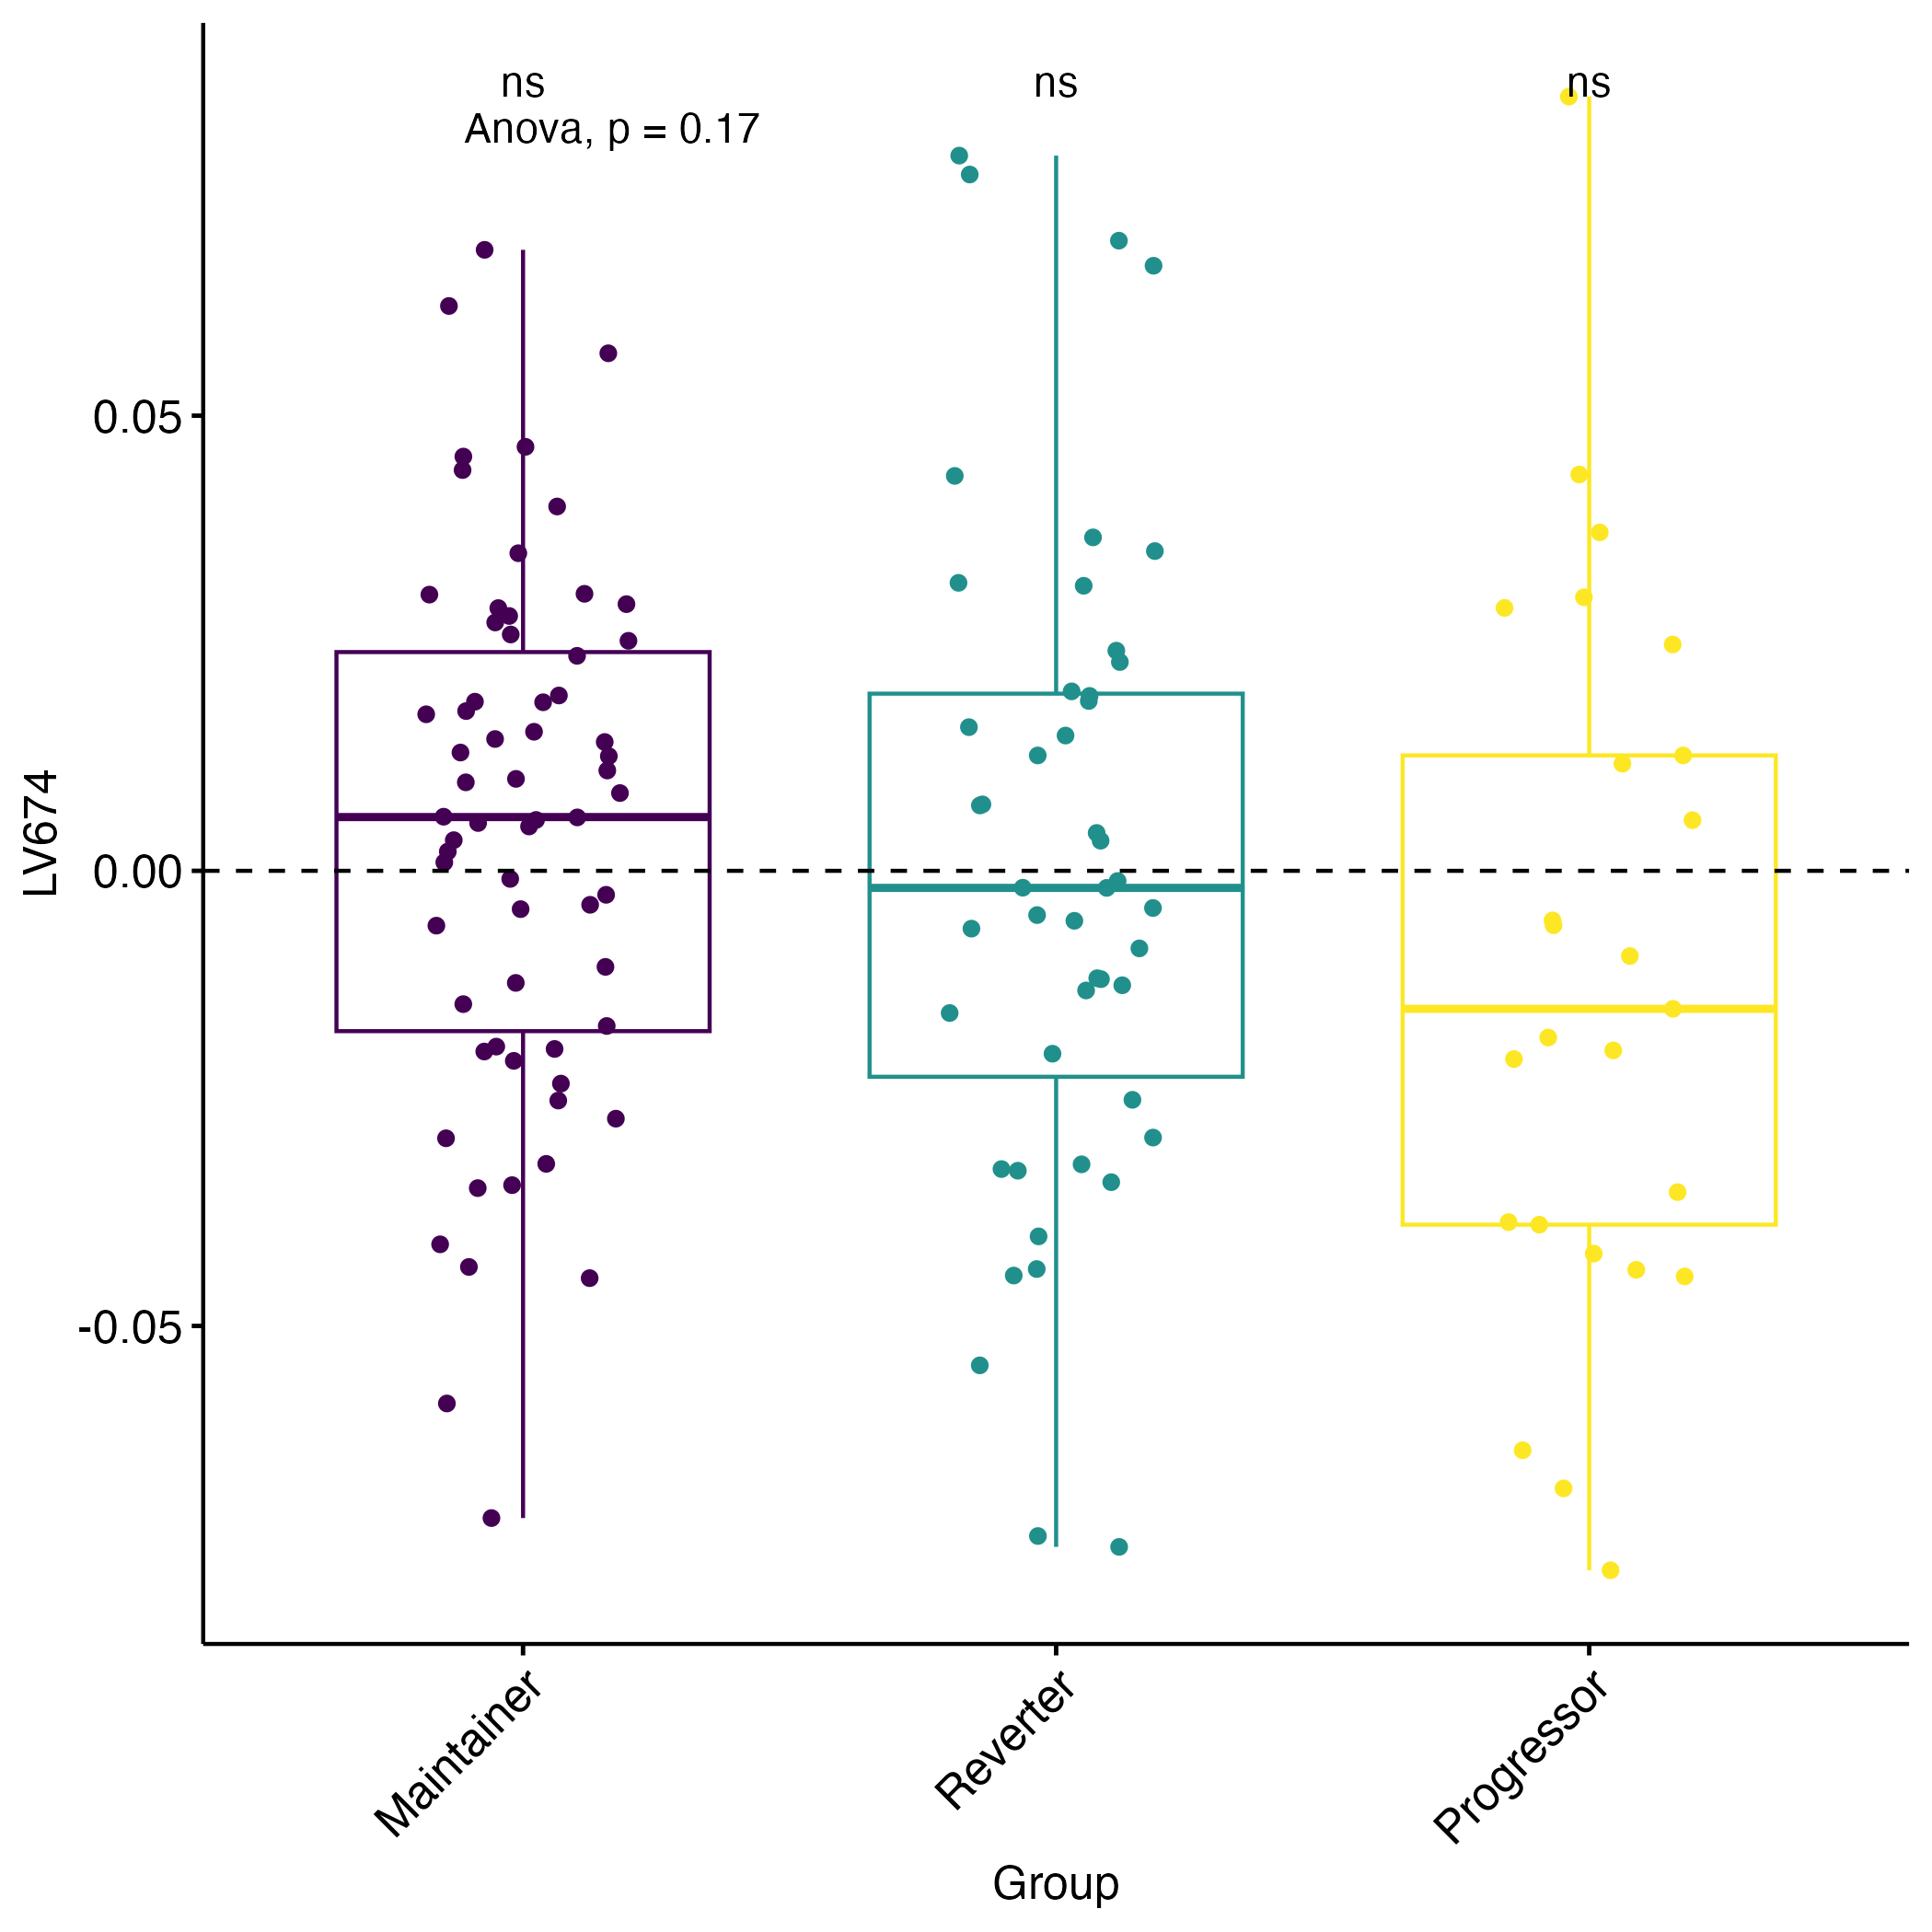 ns ns ns
Anova, p = 0.17
LV674
0.05
0.00
-0.05
Maintainer
Reverter
Progressor
Group